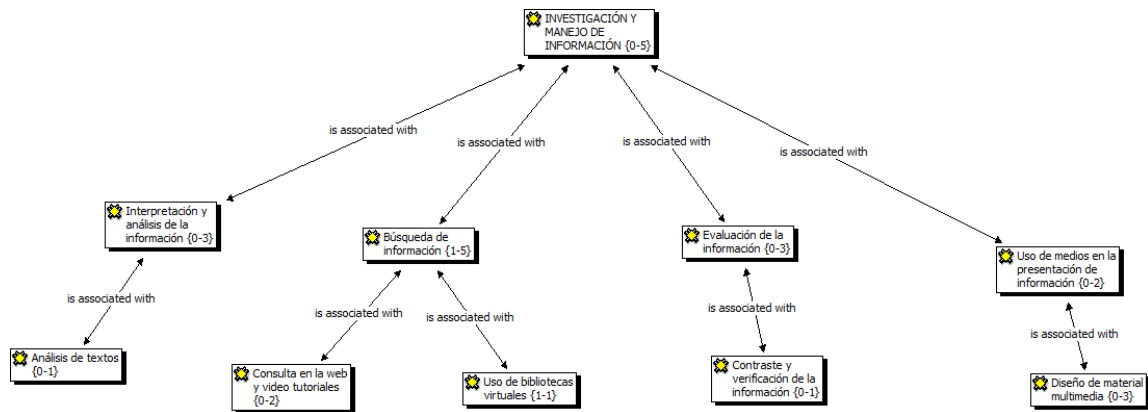 INVESTIGACIÓN Y
MANEJO DE
INFORMACIÓN {0-5}
is associated with
is associated with
is associated with
is associated with
Interpretación y
análisis de la
información {0-3}
Búsqueda de
información {1-5}
Evaluación de la
información {0-3}
Uso de medios en la
presentación de
información {0-2}
is associated with
is associated with
is associated with
is associated with
is associated with
Análisis de textos
{0-1}
Consulta en la web
y video tutoriales
{0-2}
Uso de bibliotecas
virtuales {1-1}
Contraste y
verificación de la
información {0-1}
Diseño de material
multimedia {0-3}